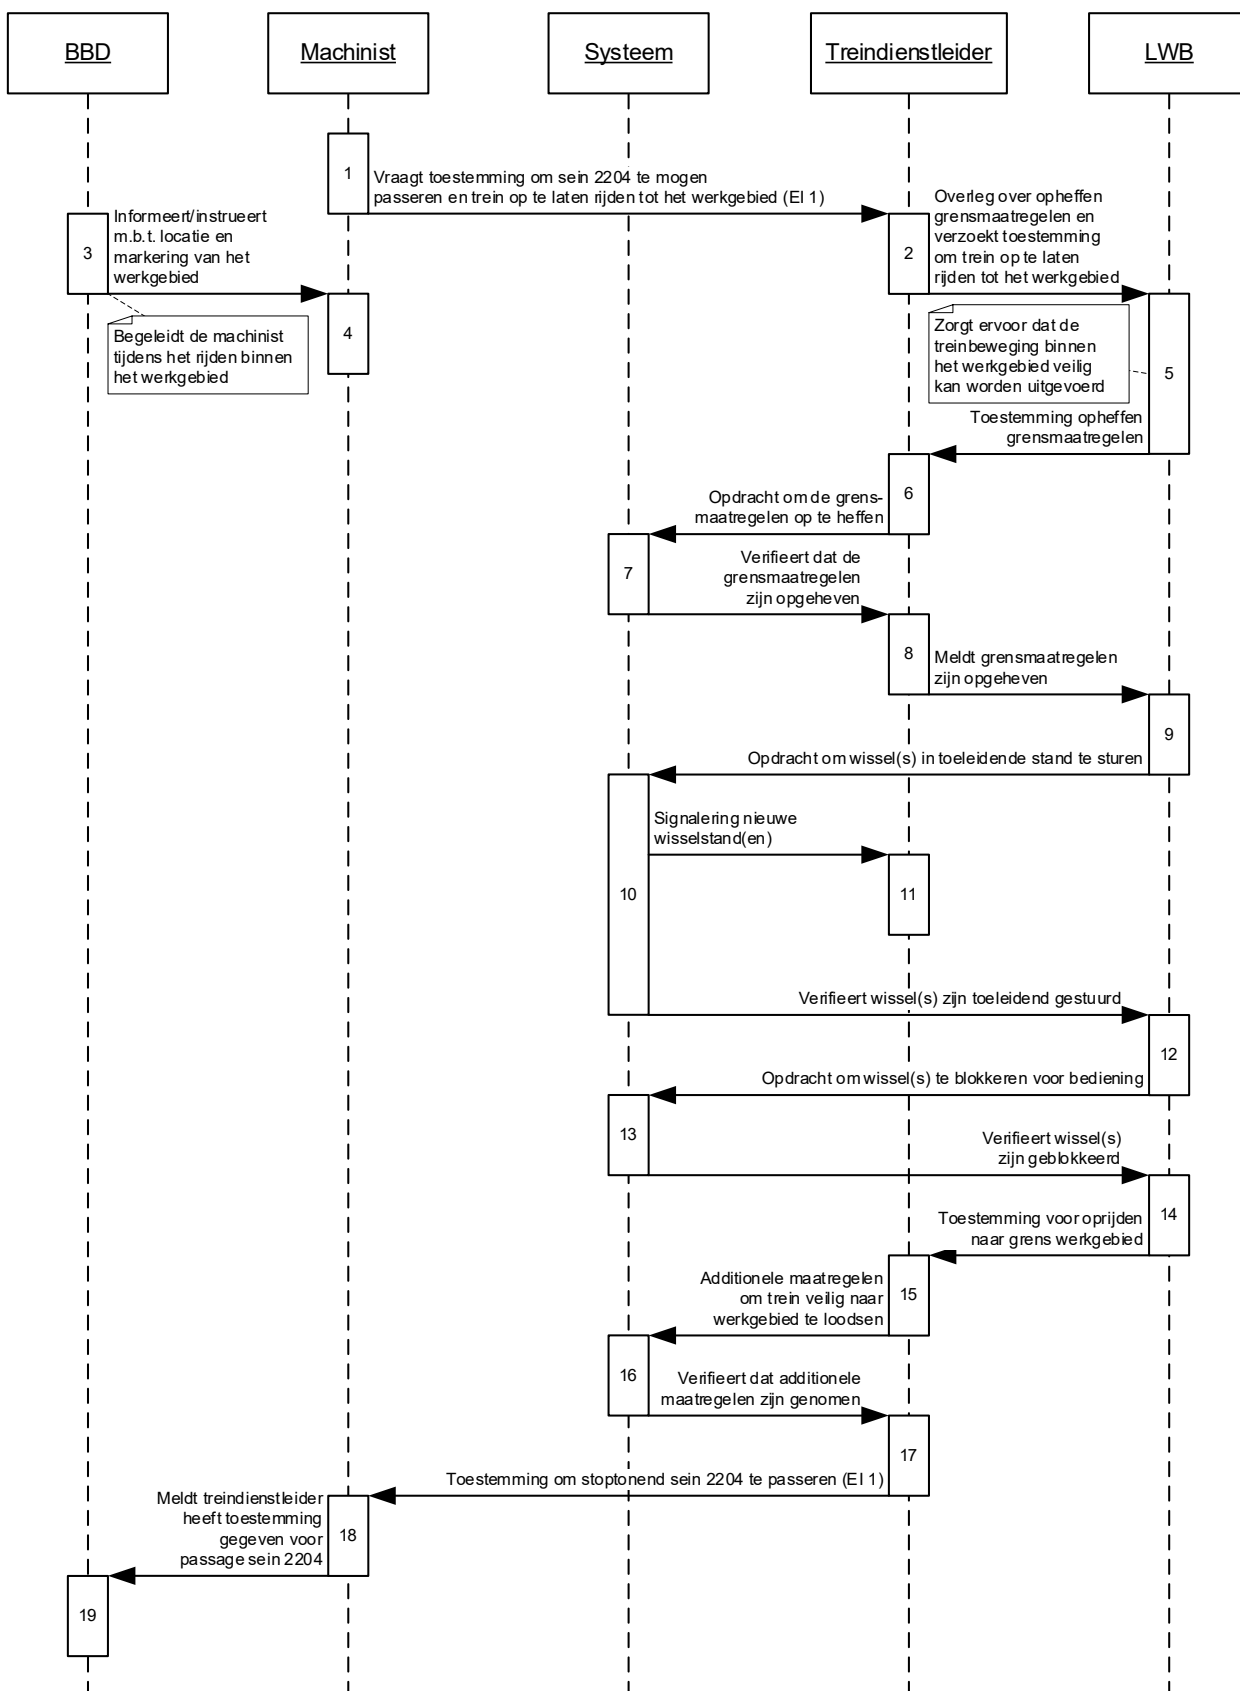 BBD
Machinist
Systeem
Treindienstleider
LWB
1
Vraagt toestemming om sein 2204 te mogen
passeren en trein op te laten rijden tot het werkgebied (EI 1)
2
Overleg over opheffen
grensmaatregelen en
verzoekt toestemming
om trein op te laten
rijden tot het werkgebied
3
Informeert/instrueert
m.b.t. locatie en
markering van het
werkgebied
Begeleidt de machinist
tijdens het rijden binnen
het werkgebied
4
Zorgt ervoor dat de
treinbeweging binnen
het werkgebied veilig
kan worden uitgevoerd
5
Toestemming opheffen
grensmaatregelen
6
Opdracht om de grens-
maatregelen op te heffen
7
Verifieert dat de
grensmaatregelen
zijn opgeheven
8
Meldt grensmaatregelen
zijn opgeheven
9
Opdracht om wissel(s) in toeleidende stand te sturen
10
Signalering nieuwe
wisselstand(en)
11
Verifieert wissel(s) zijn toeleidend gestuurd
12
Opdracht om wissel(s) te blokkeren voor bediening
13
Verifieert wissel(s)
zijn geblokkeerd
14
Toestemming voor oprijden
naar grens werkgebied
15
Additionele maatregelen
om trein veilig naar
werkgebied te loodsen
16
Verifieert dat additionele
maatregelen zijn genomen
17
Toestemming om stoptonend sein 2204 te passeren (EI 1)
18
Meldt treindienstleider
heeft toestemming
gegeven voor
passage sein 2204
19